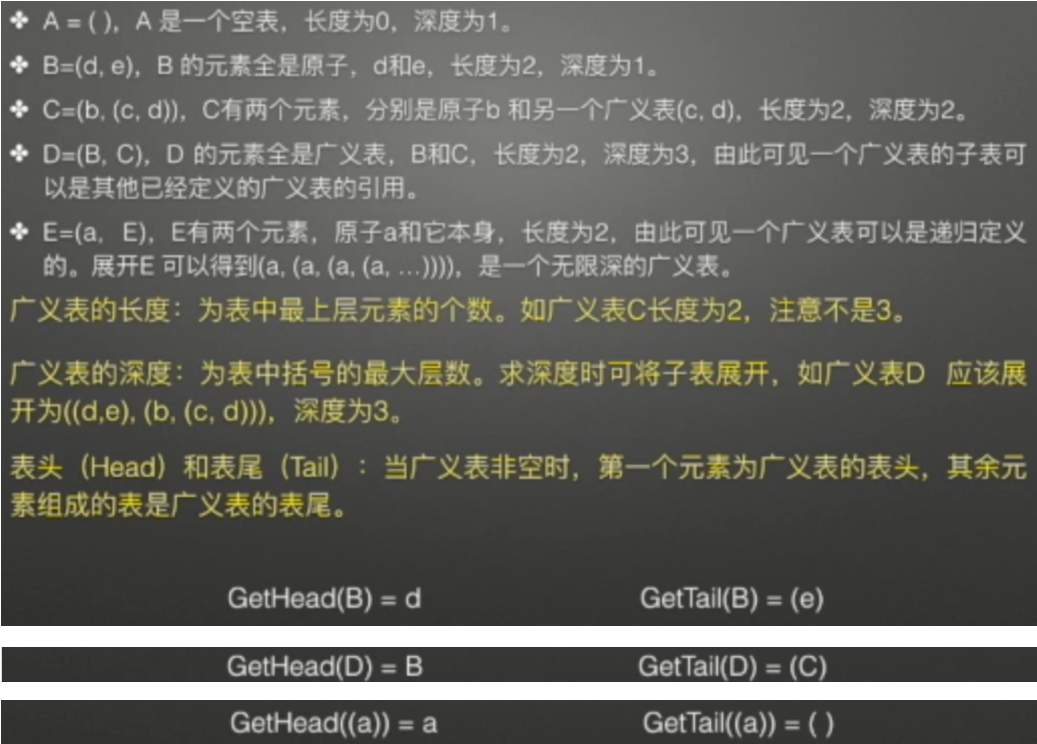 ❖ A = ( )，A 是一个空表，长度为0，深度为1。
❖ B=(d, e)，B 的元素全是原子，d和e，长度为2，深度为1。
❖ C=(b, (c, d))，C有两个元素，分别是原子b 和另一个广义表(c, d)，长度为2，深度为2。
❖ D=(B, C)，D 的元素全是广义表，B和C，长度为2，深度为3，由此可见一个广义表的子表可
以是其他已经定义的广义表的引用。
❖ E=(a, E)，E有两个元素，原子a和它本身，长度为2，由此可见一个广义表可以是递归定义
的。展开E 可以得到(a, (a, (a, (a, …))))，是一个无限深的广义表。
广义表的长度：为表中最上层元素的个数。如广义表C长度为2，注意不是3。
广义表的深度：为表中括号的最大层数。求深度时可将子表展开，如广义表D 应该展
开为((d,e), (b, (c, d)))，深度为3。
表头（Head）和表尾（Tail）：当广义表非空时，第一个元素为广义表的表头，其余元
素组成的表是广义表的表尾。
GetHead(B) = d GetTail(B) = (e)
GetHead(D) = B GetTail(D) = (C)
GetHead((a)) = a GetTail((a)) = ( )